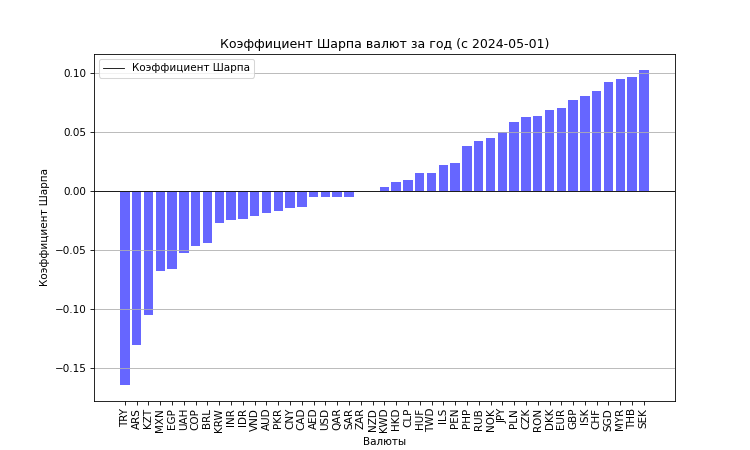 Коэффициент Шарпа валют за год (с 2024-05-01)
Коэффициент Шарпа
Коэффициент Шарпа
0.10
0.05
0.00
−0.05
−0.10
−0.15
TRY ARS KZT MXN EGP UAH COP BRL KRW INR IDR VND AUD PKR CNY CAD AED USD QAR SAR ZAR NZD KWD HKD CLP HUF TWD ILS PEN PHP RUB NOK JPY PLN CZK RON DKK EUR GBP ISK CHF SGD MYR THB SEK
Валюты